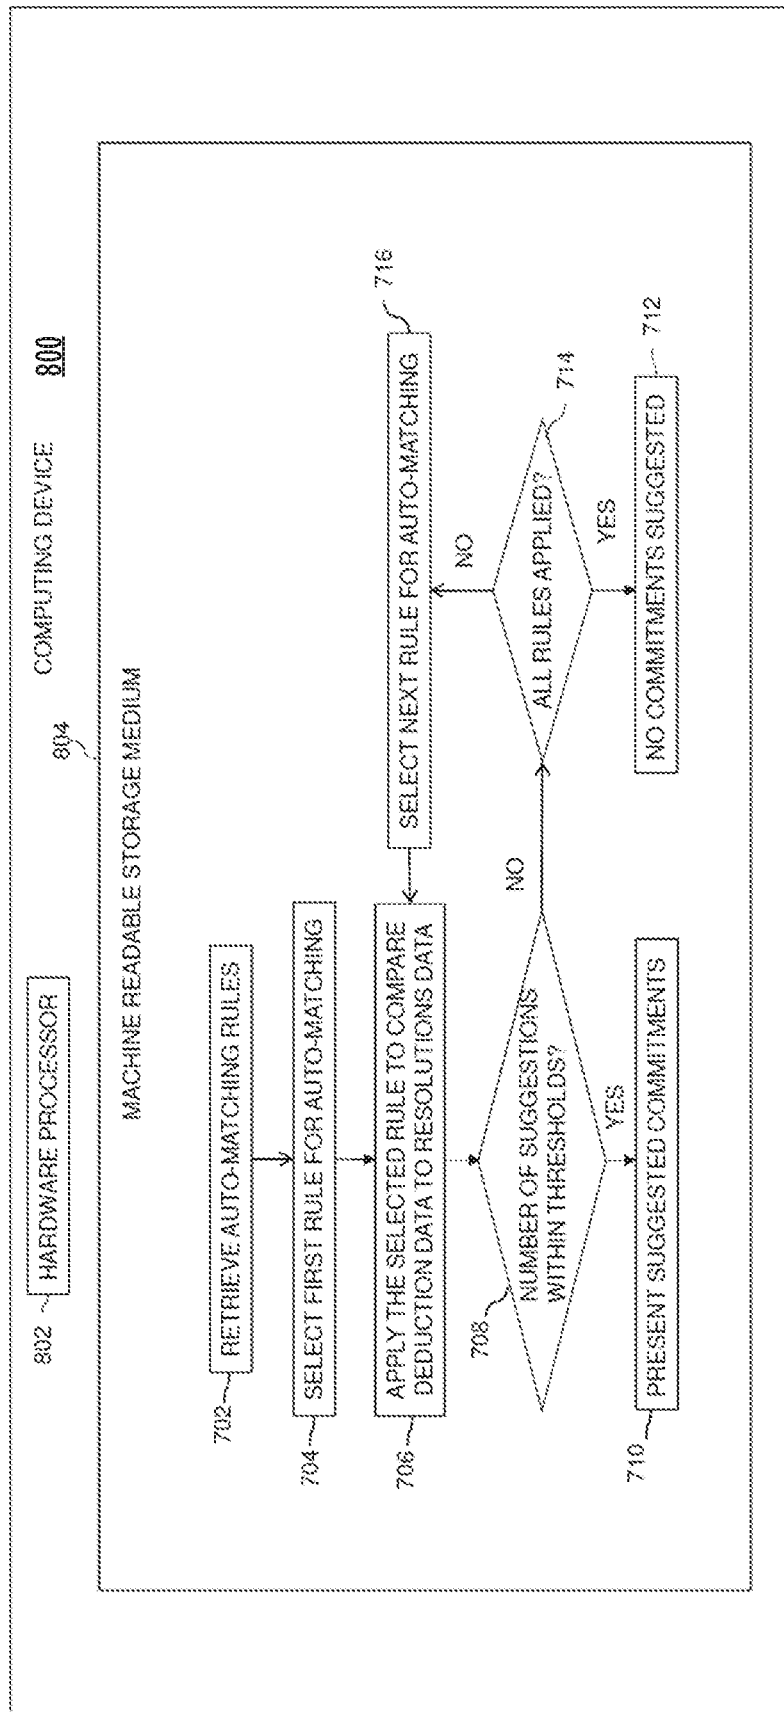 COMPUTING DEVICE
800
802
HARDWARE PROCESSOR
804
MACHINE READABLE STORAGE MEDIUM
702
RETRIEVE AUTO-MATCHING RULES
704
SELECT FIRST RULE FOR AUTO-MATCHING
706
APPLY THE SELECTED RULE TO COMPARE
DEDUCTION DATA TO RESOLUTIONS DATA
716
SELECT NEXT RULE FOR AUTO-MATCHING
708
NUMBER OF SUGGESTIONS
WITHIN THRESHOLDS?
NO
YES
714
ALL RULES APPLIED?
NO
YES
710
PRESENT SUGGESTED COMMITMENTS
712
NO COMMITMENTS SUGGESTED